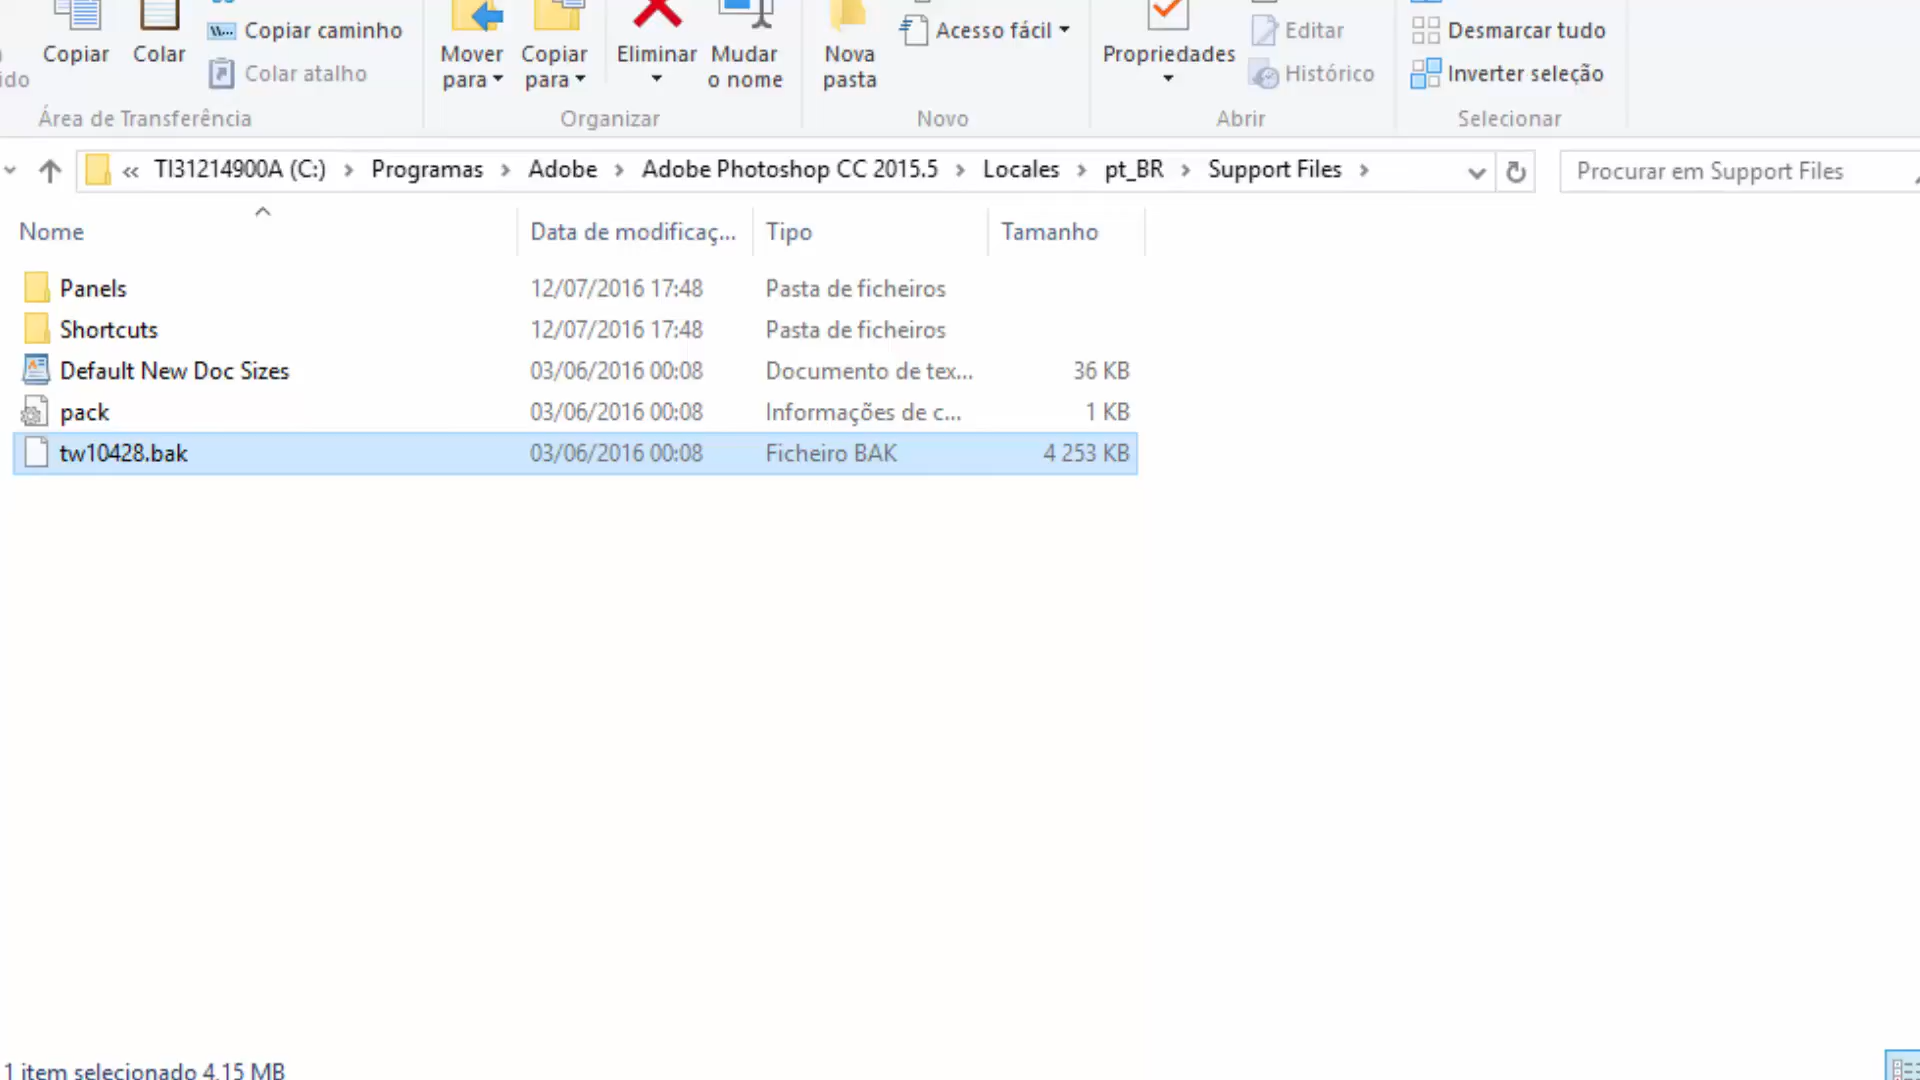 Copiar
Colar
Copiar caminho
Colar atalho
ido
Área de Transferência
Mover para
Copiar para
Eliminar
Mudar o nome
Organizar
Nova pasta
Acesso fácil
Novo
Propriedades
Editar
Histórico
Abrir
Desmarcar tudo
Inverter seleção
Selecionar
« TI31214900A (C:) › Programas › Adobe › Adobe Photoshop CC 2015.5 › Locales › pt_BR › Support Files ›
Procurar em Support Files
Nome Data de modificaç... Tipo Tamanho
Panels 12/07/2016 17:48 Pasta de ficheiros
Shortcuts 12/07/2016 17:48 Pasta de ficheiros
Default New Doc Sizes 03/06/2016 00:08 Documento de tex... 36 KB
pack 03/06/2016 00:08 Informações de c... 1 KB
tw10428.bak 03/06/2016 00:08 Ficheiro BAK 4 253 KB
1 item selecionado 4,15 MB